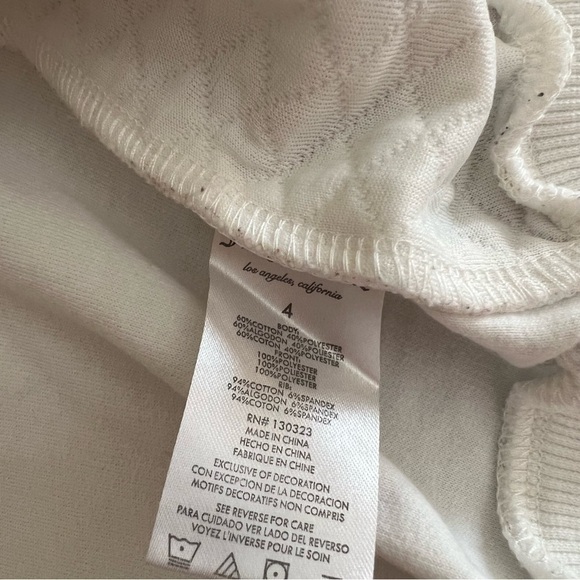 los angeles, california
4
BODY:
60%COTTON 40%POLYESTER
60%ALGODON 40%POLIESTER
60%COTON 40%POLYESTER
FRONT:
100%POLYESTER
100%POLIESTER
100%POLYESTER
RIB:
94%COTTON 6%SPANDEX
94%ALGODON 6%SPANDEX
94%COTON 6%SPANDEX
RN# 130323
MADE IN CHINA
HECHO EN CHINA
FABRIQUE EN CHINE
EXCLUSIVE OF DECORATION
CON EXCEPCION DE LA DECORACION
MOTIFS DECORATIFS NON COMPRIS
SEE REVERSE FOR CARE
PARA CUIDADO VER LADO DEL REVERSO
VOYEZ L'INVERSE POUR LE SOIN